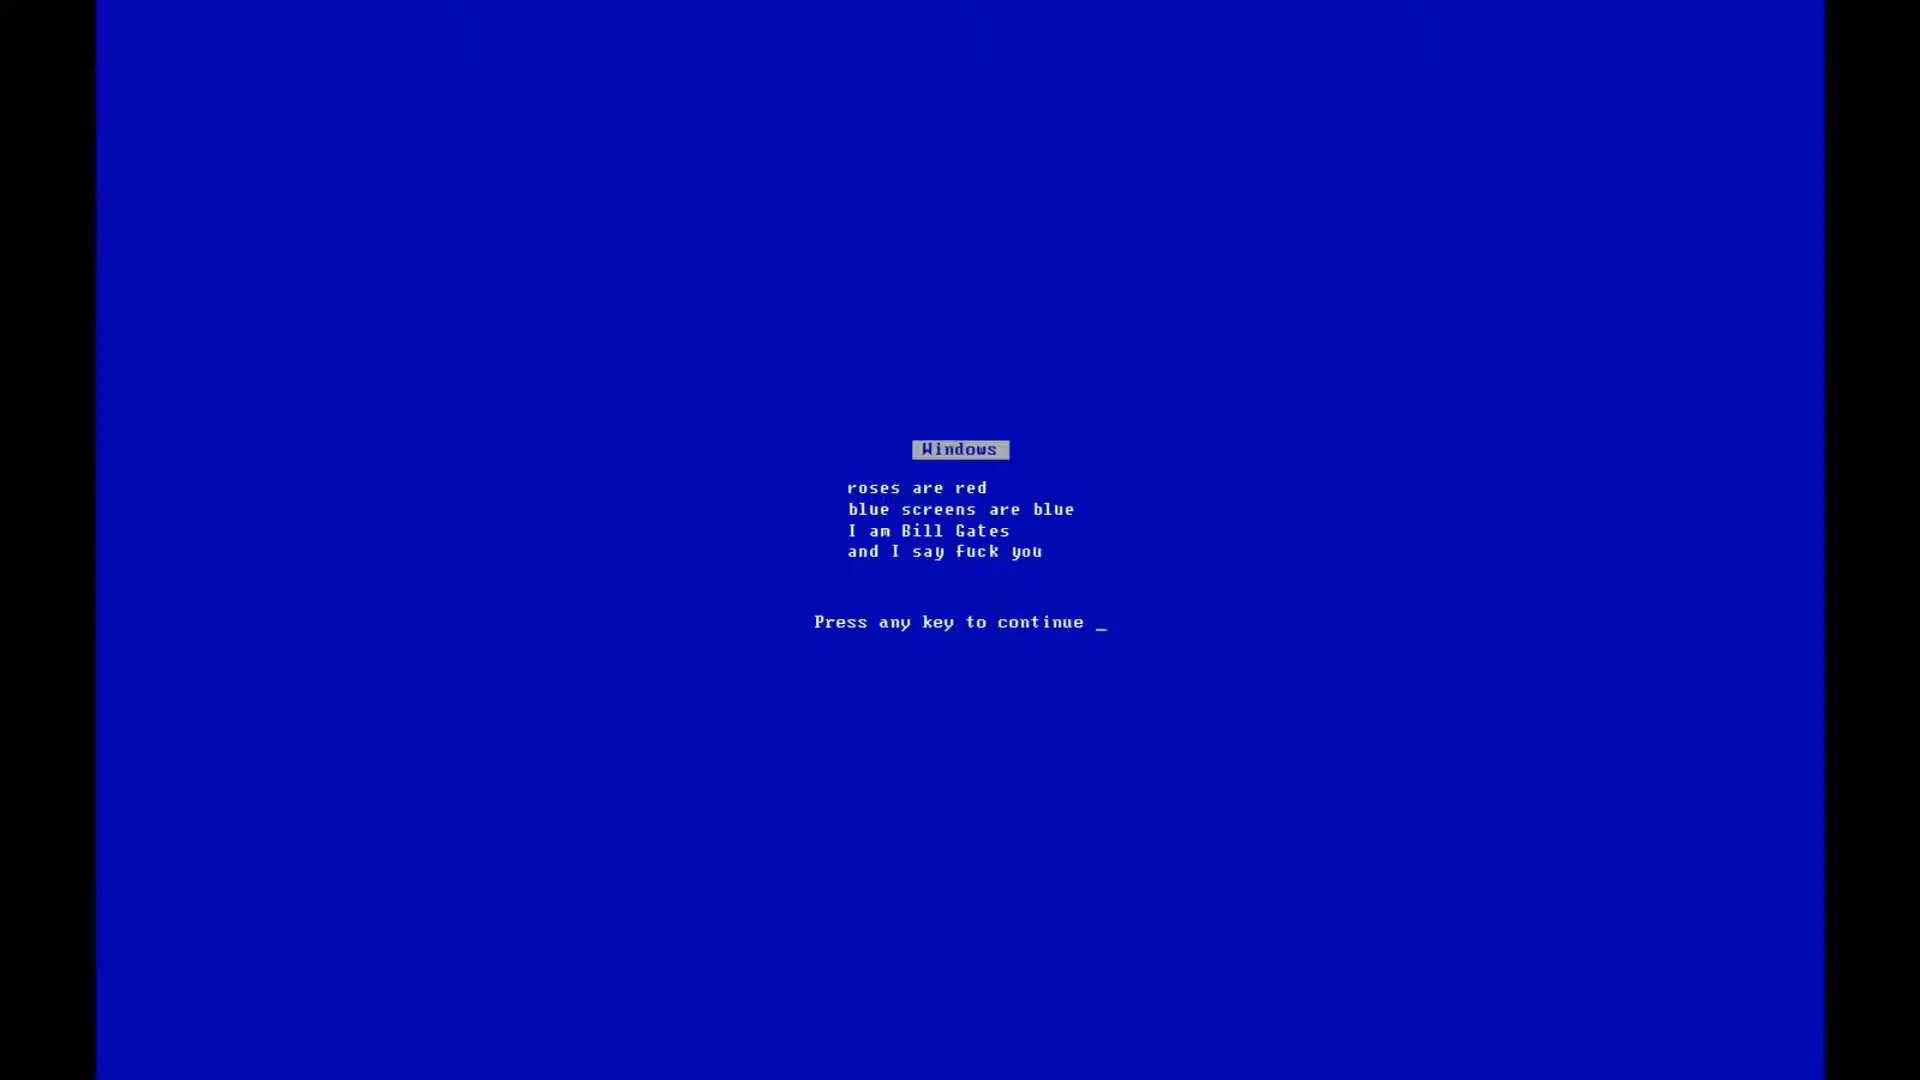 Windows
roses are red
blue screens are blue
I am Bill Gates
and I say fuck you
Press any key to continue _